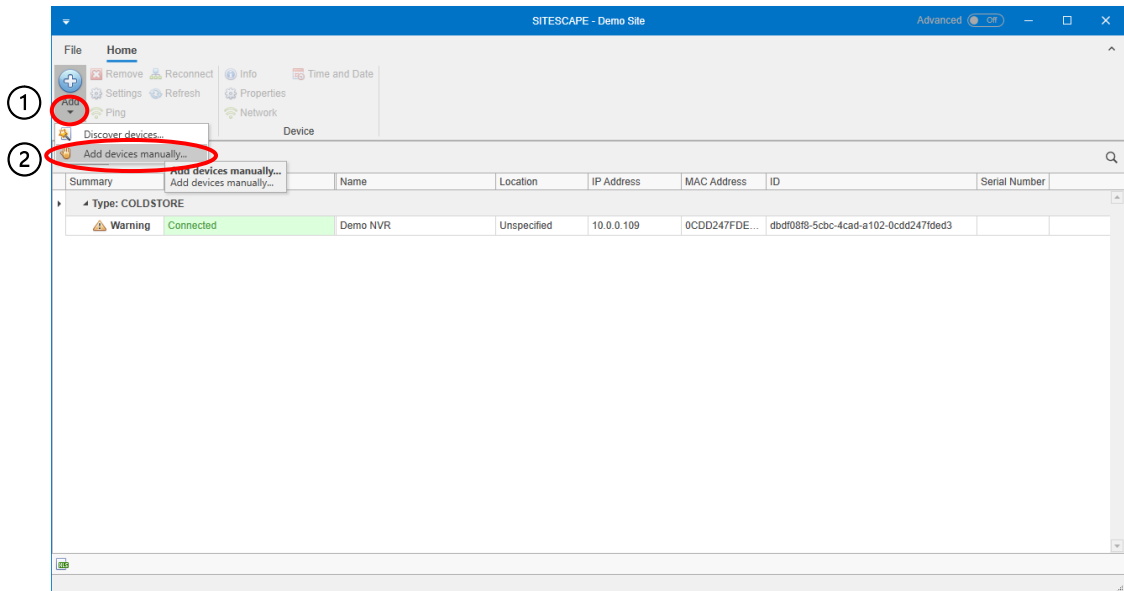 SITESCAPE - Demo Site
Advanced Off
File Home
Add
Remove Reconnect Info Time and Date
Settings Refresh Properties
Ping Network
Device
1
Discover devices...
2
Add devices manually...
Add devices manually...
Add devices manually...
Summary Name Location IP Address MAC Address ID Serial Number
Type: COLDSTORE
Warning Connected Demo NVR Unspecified 10.0.0.109 0CDD247FDE... dbdf08f8-5cbc-4cad-a102-0cdd247fded3